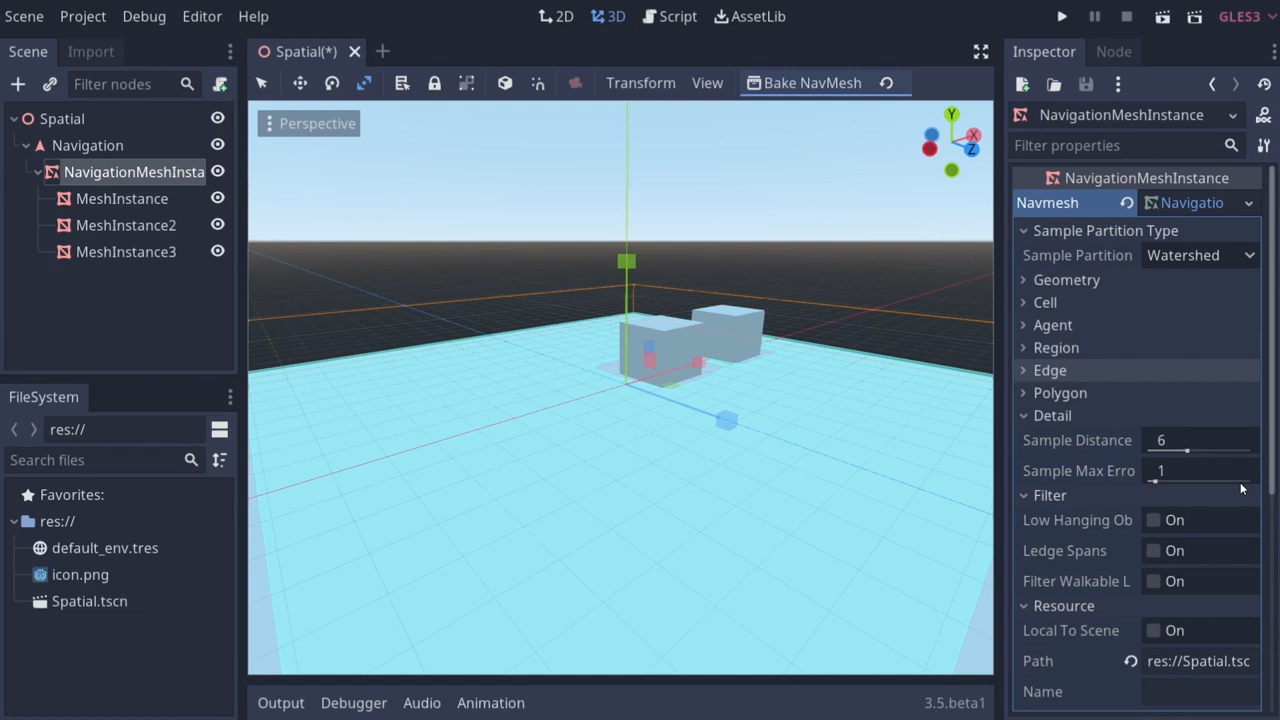 Scene Project Debug Editor Help
2D 3D Script AssetLib
GLES3
Scene Import
Filter nodes
Spatial
Navigation
NavigationMeshInsta
MeshInstance
MeshInstance2
MeshInstance3
FileSystem
res://
Search files
Favorites:
res://
default_env.tres
icon.png
Spatial.tscn
Spatial(*)
Transform View Bake NavMesh
Perspective
Y
X
Z
Output Debugger Audio Animation 3.5.beta1
Inspector Node
NavigationMeshInstance
Filter properties
NavigationMeshInstance
Navmesh Navigatio
Sample Partition Type
Sample Partition Watershed
Geometry
Cell
Agent
Region
Edge
Polygon
Detail
Sample Distance 6
Sample Max Erro 1
Filter
Low Hanging Ob On
Ledge Spans On
Filter Walkable L On
Resource
Local To Scene On
Path res://Spatial.tsc
Name